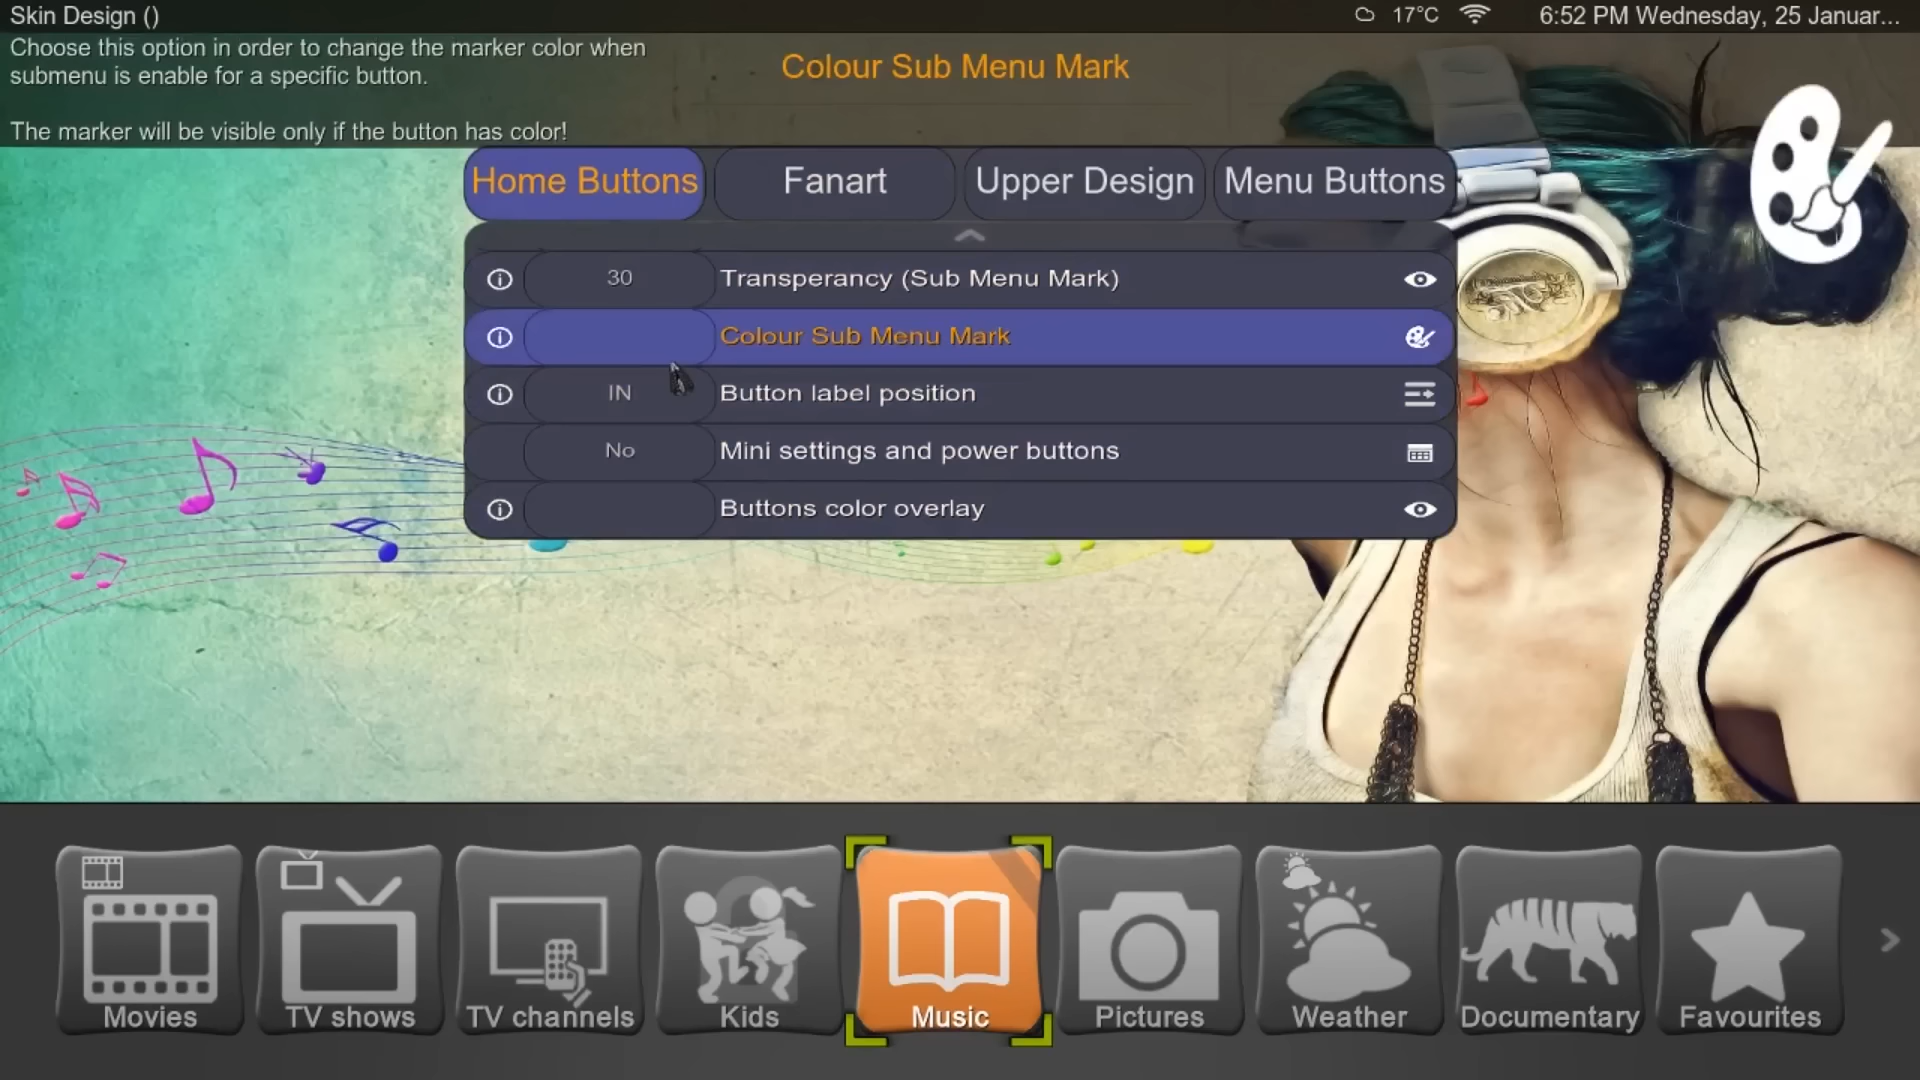 Skin Design ()
17°C
6:52 PM Wednesday, 25 Januar...
Choose this option in order to change the marker color when
submenu is enable for a specific button.
The marker will be visible only if the button has color!
Colour Sub Menu Mark
Home Buttons
Fanart
Upper Design
Menu Buttons
30
Transperancy (Sub Menu Mark)
Colour Sub Menu Mark
IN
Button label position
No
Mini settings and power buttons
Buttons color overlay
Movies
TV shows
TV channels
Kids
Music
Pictures
Weather
Documentary
Favourites